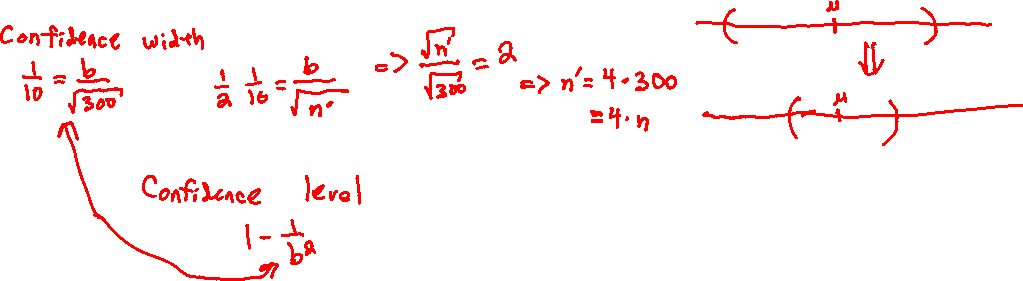 Confidence width
1/10 = b/√300   1/2 1/10 = b/√n' => √n'/√300 = 2 => n' = 4 · 300
= 4 · n
μ
⇓
μ
Confidence level
1 - 1/b²